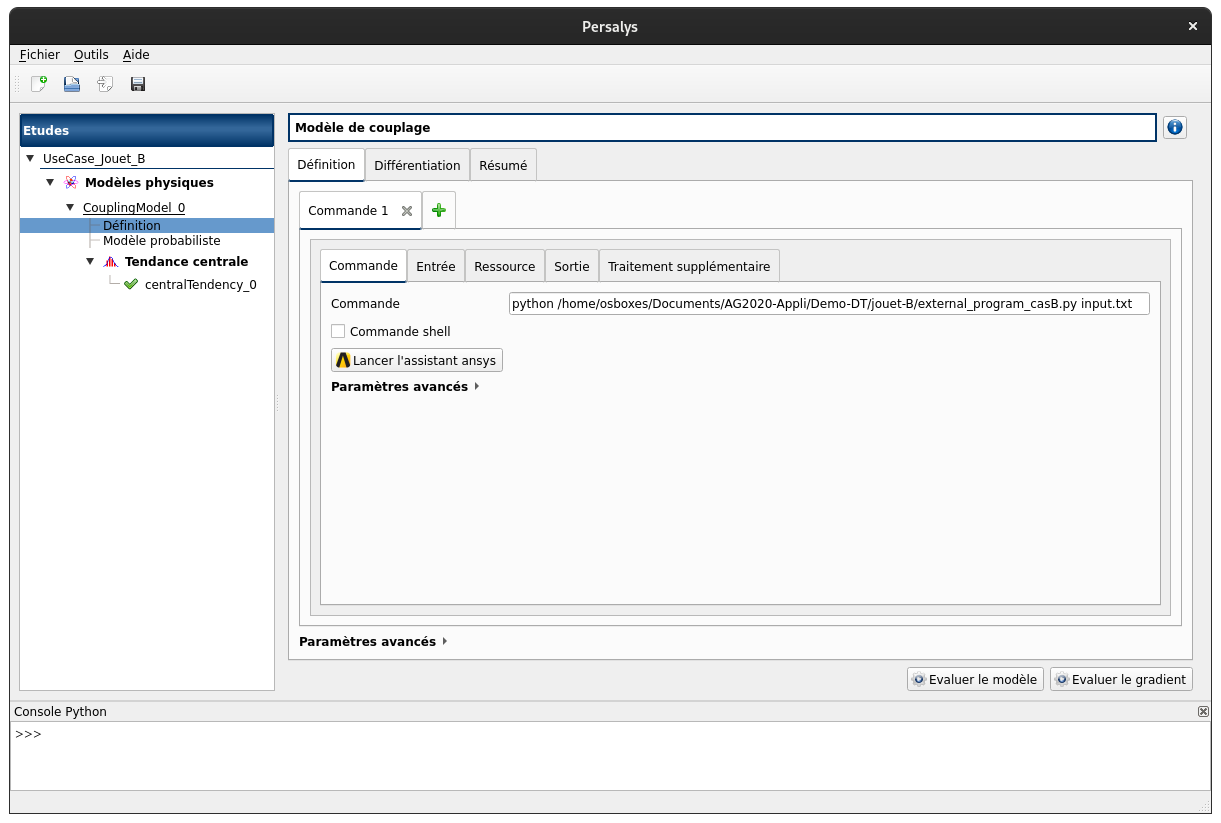 Persalys
Fichier Outils Aide
Etudes
UseCase_Jouet_B
Modèles physiques
CouplingModel_0
Définition
Modèle probabiliste
Tendance centrale
centralTendency_0
Modèle de couplage
Définition Différentiation Résumé
Commande 1
Commande Entrée Ressource Sortie Traitement supplémentaire
Commande python /home/osboxes/Documents/AG2020-Appli/Demo-DT/jouet-B/external_program_casB.py input.txt
Commande shell
Lancer l'assistant ansys
Paramètres avancés
Paramètres avancés
Evaluer le modèle Evaluer le gradient
Console Python
>>>